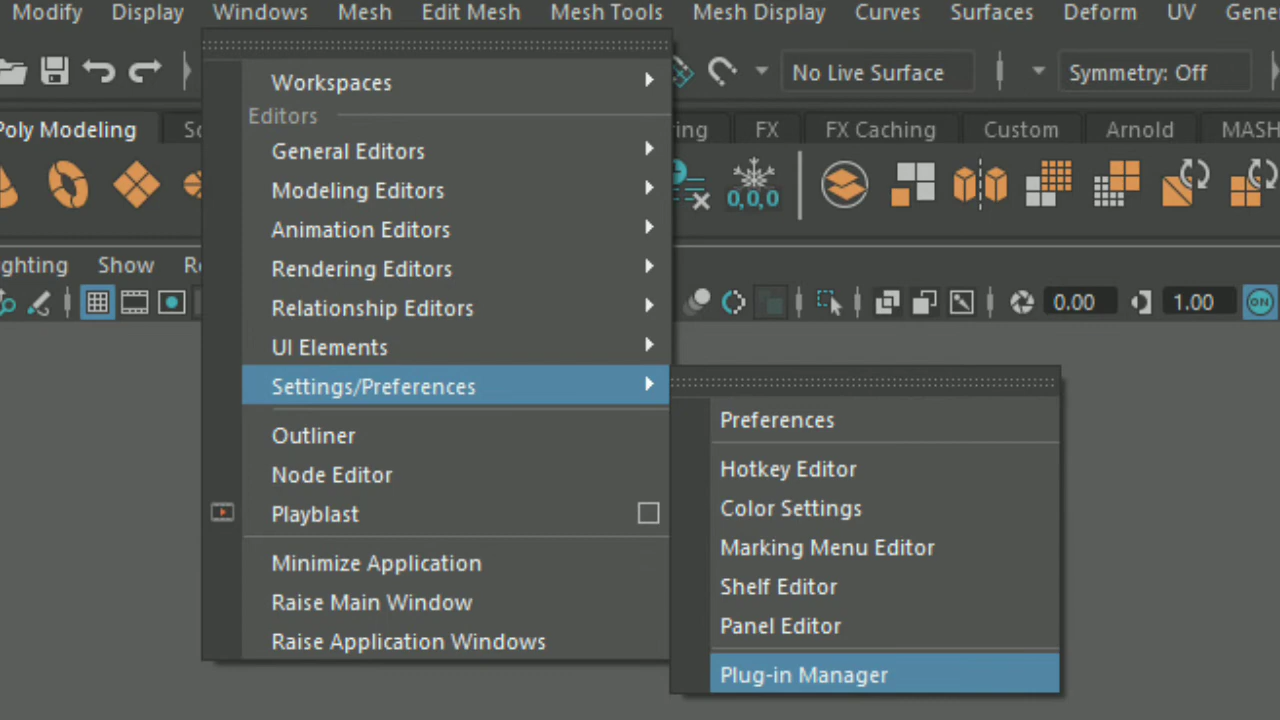 Modify Display Windows Mesh Edit Mesh Mesh Tools Mesh Display Curves Surfaces Deform UV
No Live Surface Symmetry: Off
Poly Modeling FX FX Caching Custom Arnold MASH
0,0,0
Show
0.00 1.00 ON
Workspaces
Editors
General Editors
Modeling Editors
Animation Editors
Rendering Editors
Relationship Editors
UI Elements
Settings/Preferences
Outliner
Node Editor
Playblast
Minimize Application
Raise Main Window
Raise Application Windows
Preferences
Hotkey Editor
Color Settings
Marking Menu Editor
Shelf Editor
Panel Editor
Plug-in Manager